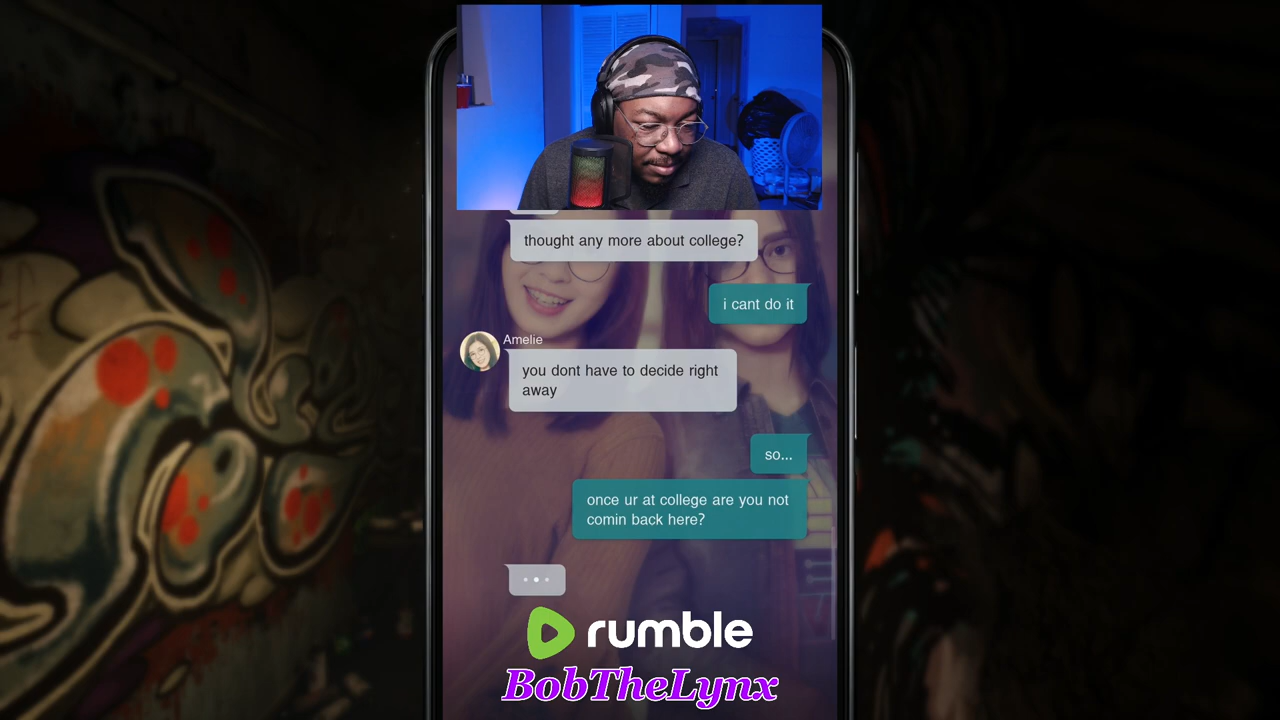 thought any more about college?
i cant do it
Amelie
you dont have to decide right
away
so...
once ur at college are you not
comin back here?
rumble
BobTheLynx